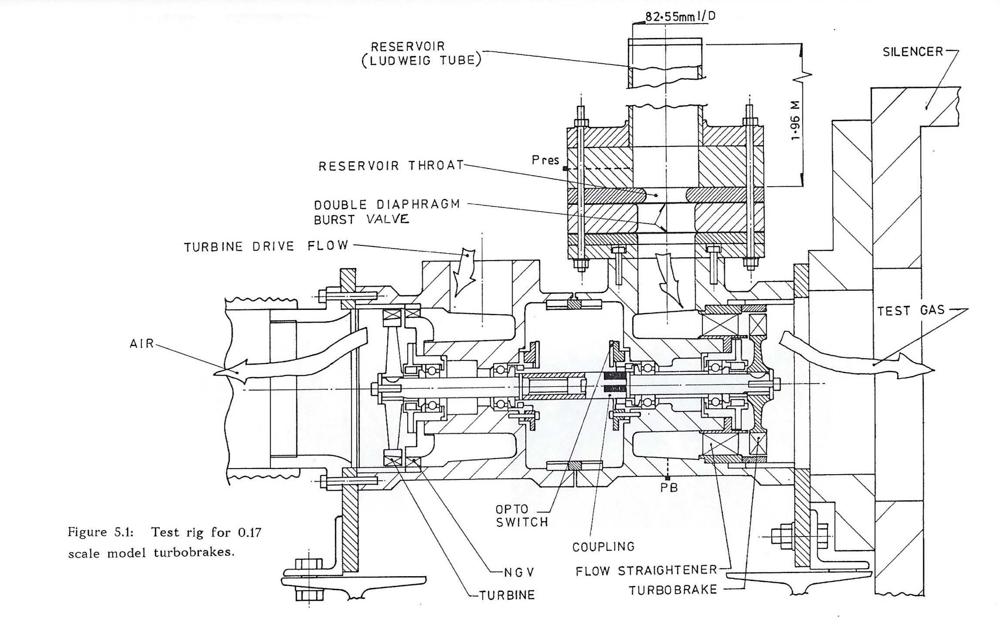 82·55mm I/D
RESERVOIR
(LUDWEIG TUBE)
SILENCER
1·96 M
Pres
RESERVOIR THROAT
DOUBLE DIAPHRAGM
BURST VALVE
TURBINE DRIVE FLOW
TEST GAS
AIR
PB
OPTO
SWITCH
COUPLING
NGV
FLOW STRAIGHTENER
TURBINE
TURBOBRAKE
Figure 5.1: Test rig for 0.17
scale model turbobrakes.